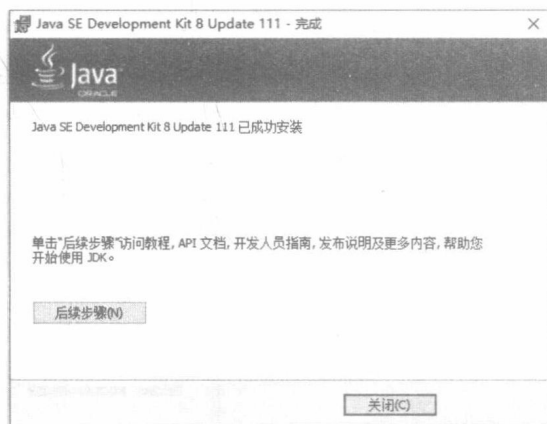 Java SE Development Kit 8 Update 111 - 完成
Java
ORACLE
Java SE Development Kit 8 Update 111 已成功安装
单击"后续步骤"访问教程, API 文档, 开发人员指南, 发布说明及更多内容, 帮助您
开始使用 JDK。
后续步骤(N)
关闭(C)